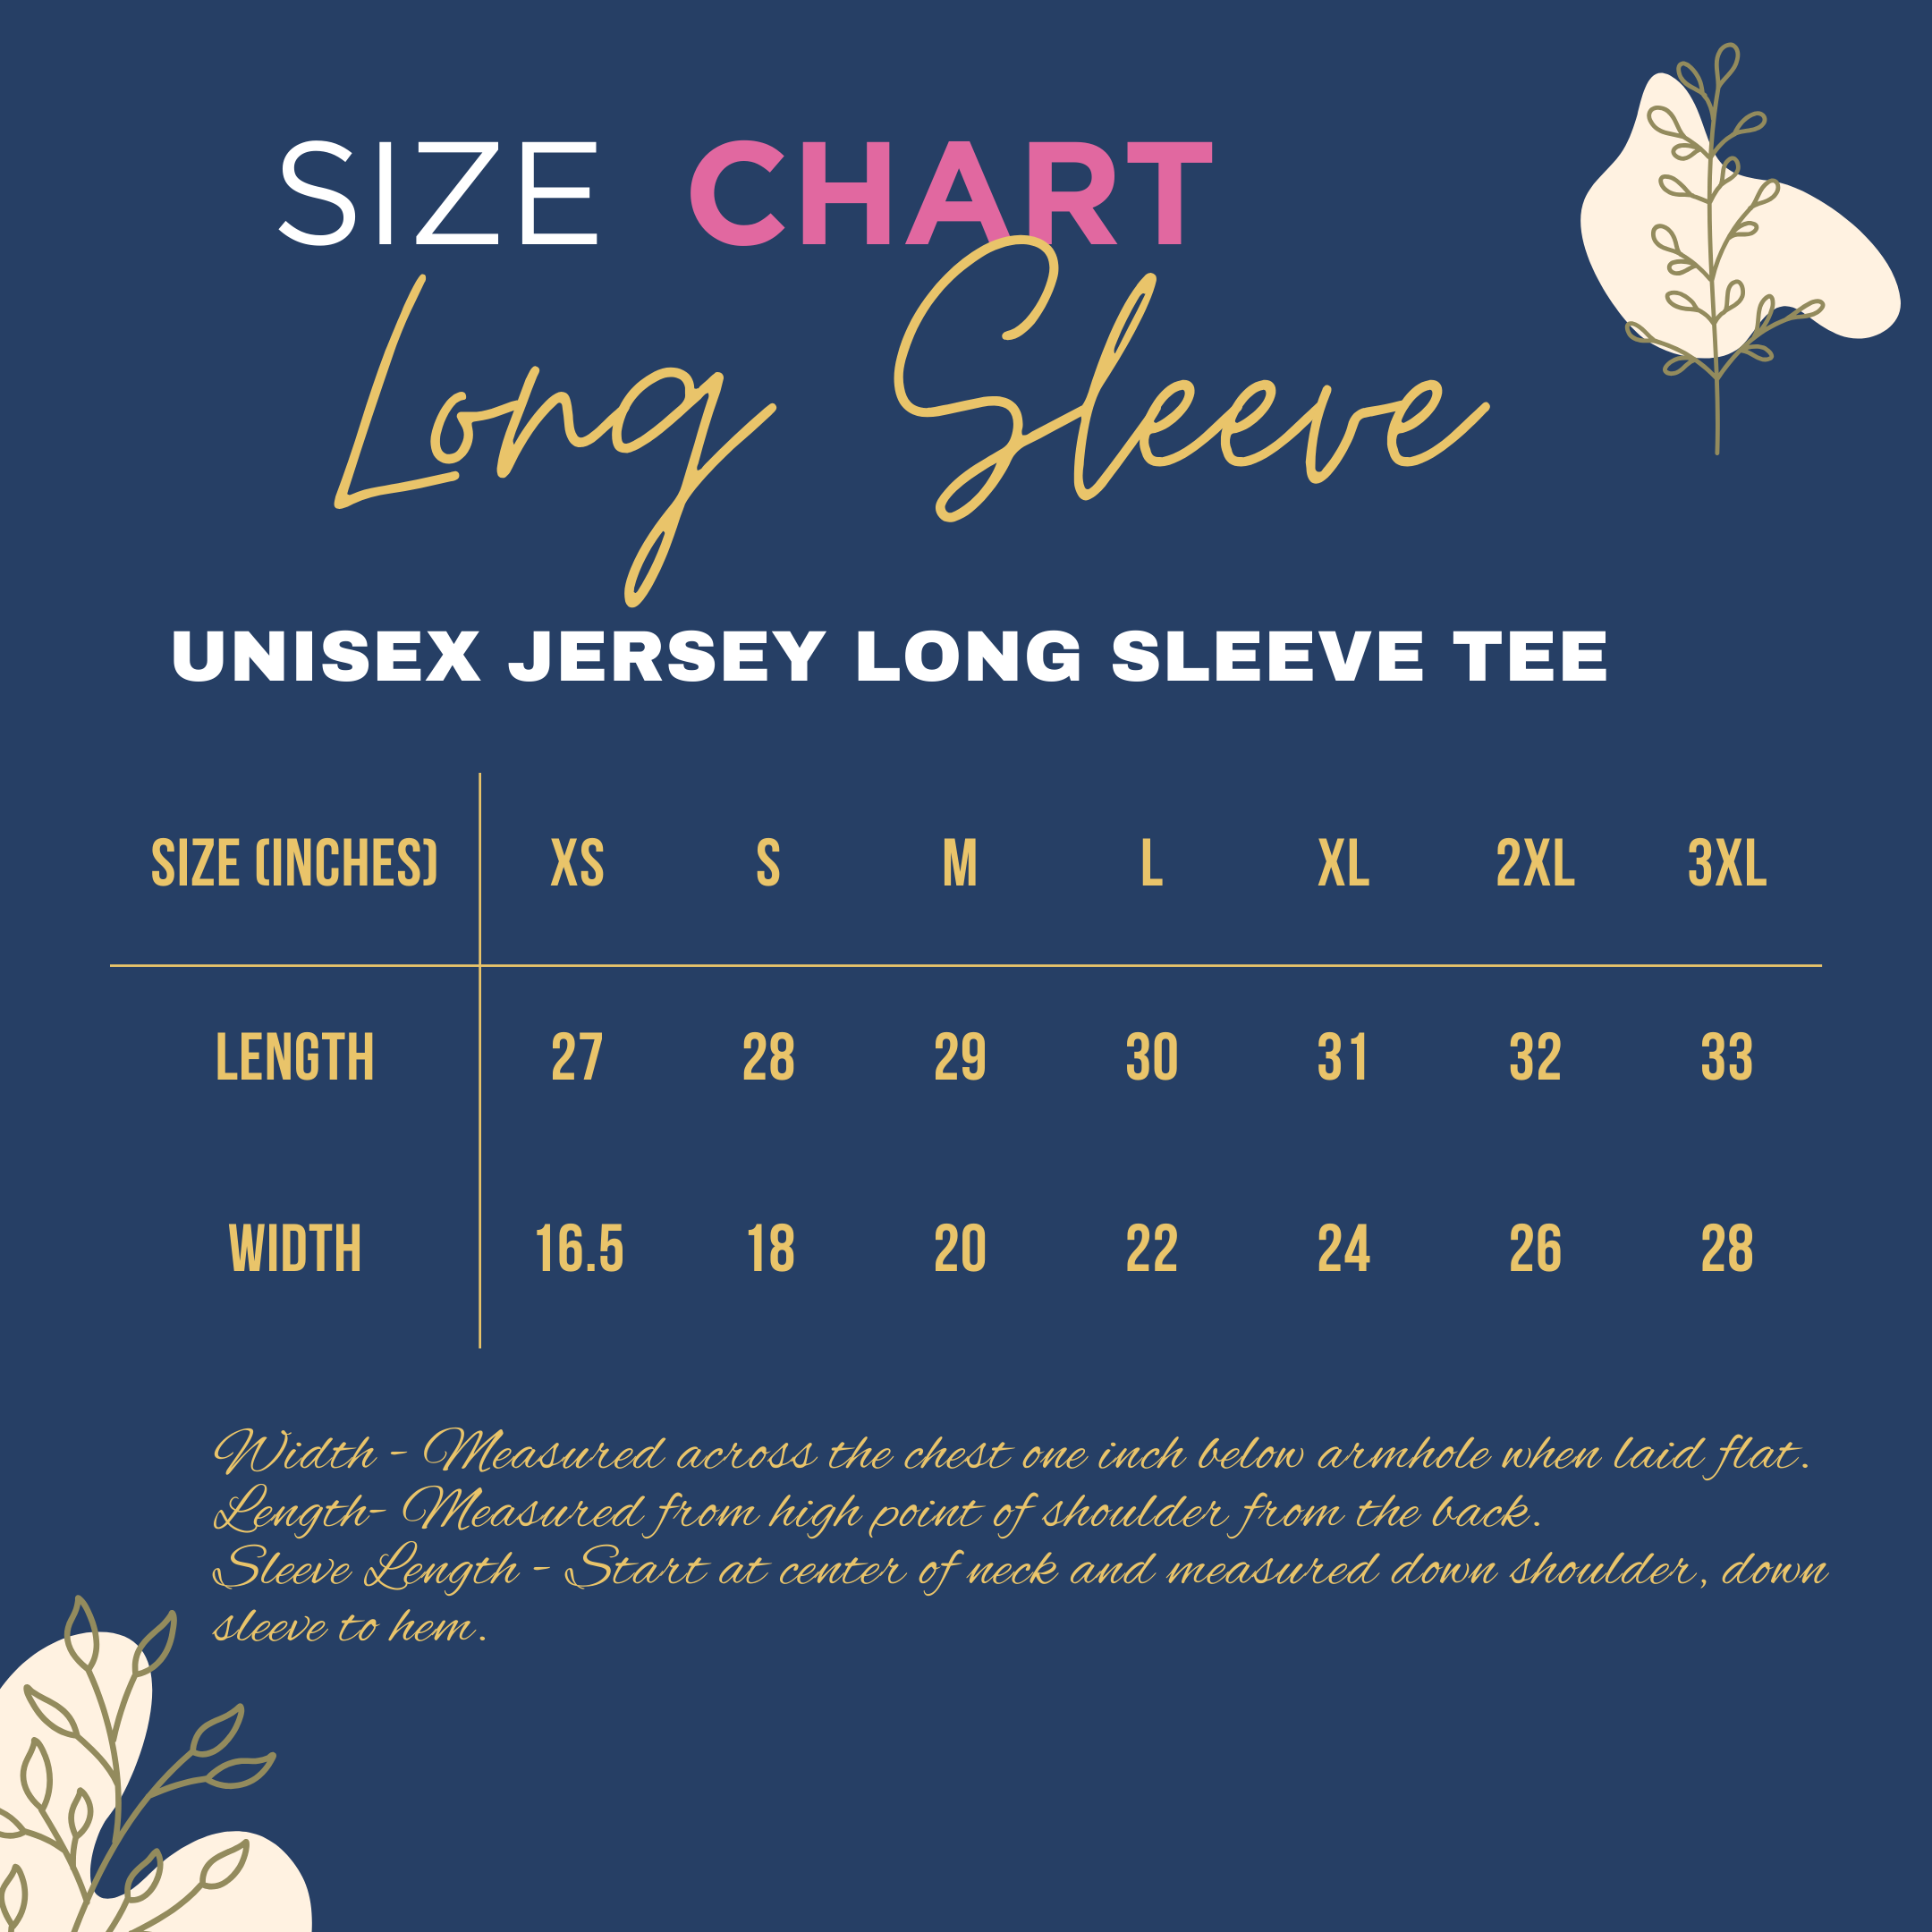 SIZE CHART
Long Sleeve
UNISEX JERSEY LONG SLEEVE TEE
SIZE (INCHES) XS S M L XL 2XL 3XL
LENGTH 27 28 29 30 31 32 33
WIDTH 16.5 18 20 22 24 26 28
Width - Measured across the chest one inch below armhole when laid flat.
Length- Measured from high point of shoulder from the back.
Sleeve Length - Start at center of neck and measured down shoulder, down
sleeve to hem.